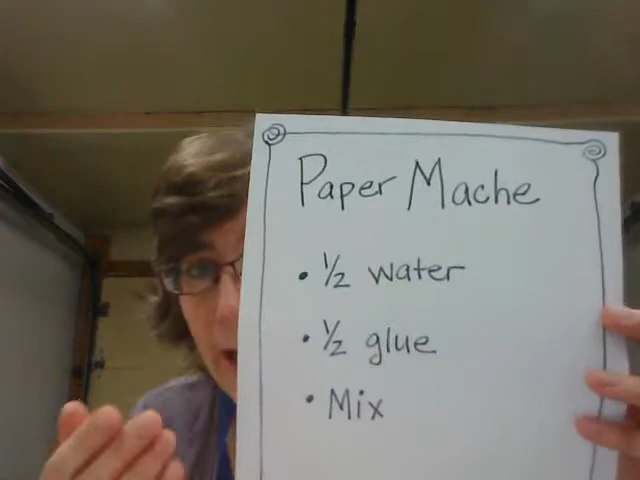 Paper Mache
• ½ water
• ½ glue
• Mix